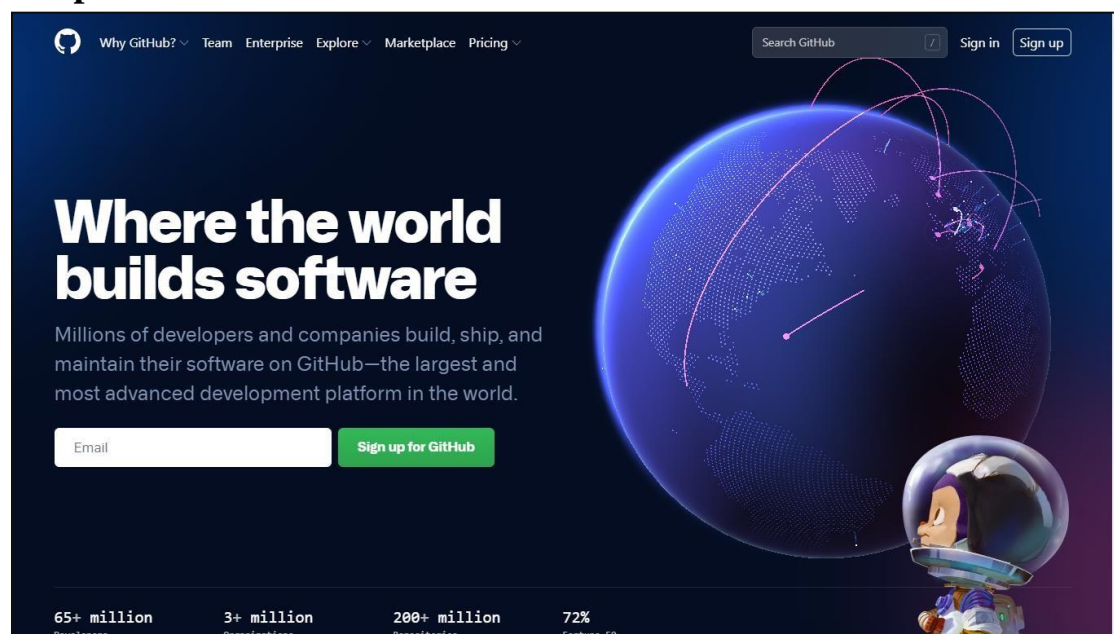 Why GitHub? Team Enterprise Explore Marketplace Pricing Search GitHub / Sign in Sign up
Where the world
builds software
Millions of developers and companies build, ship, and
maintain their software on GitHub—the largest and
most advanced development platform in the world.
Email Sign up for GitHub
65+ million 3+ million 200+ million 72%